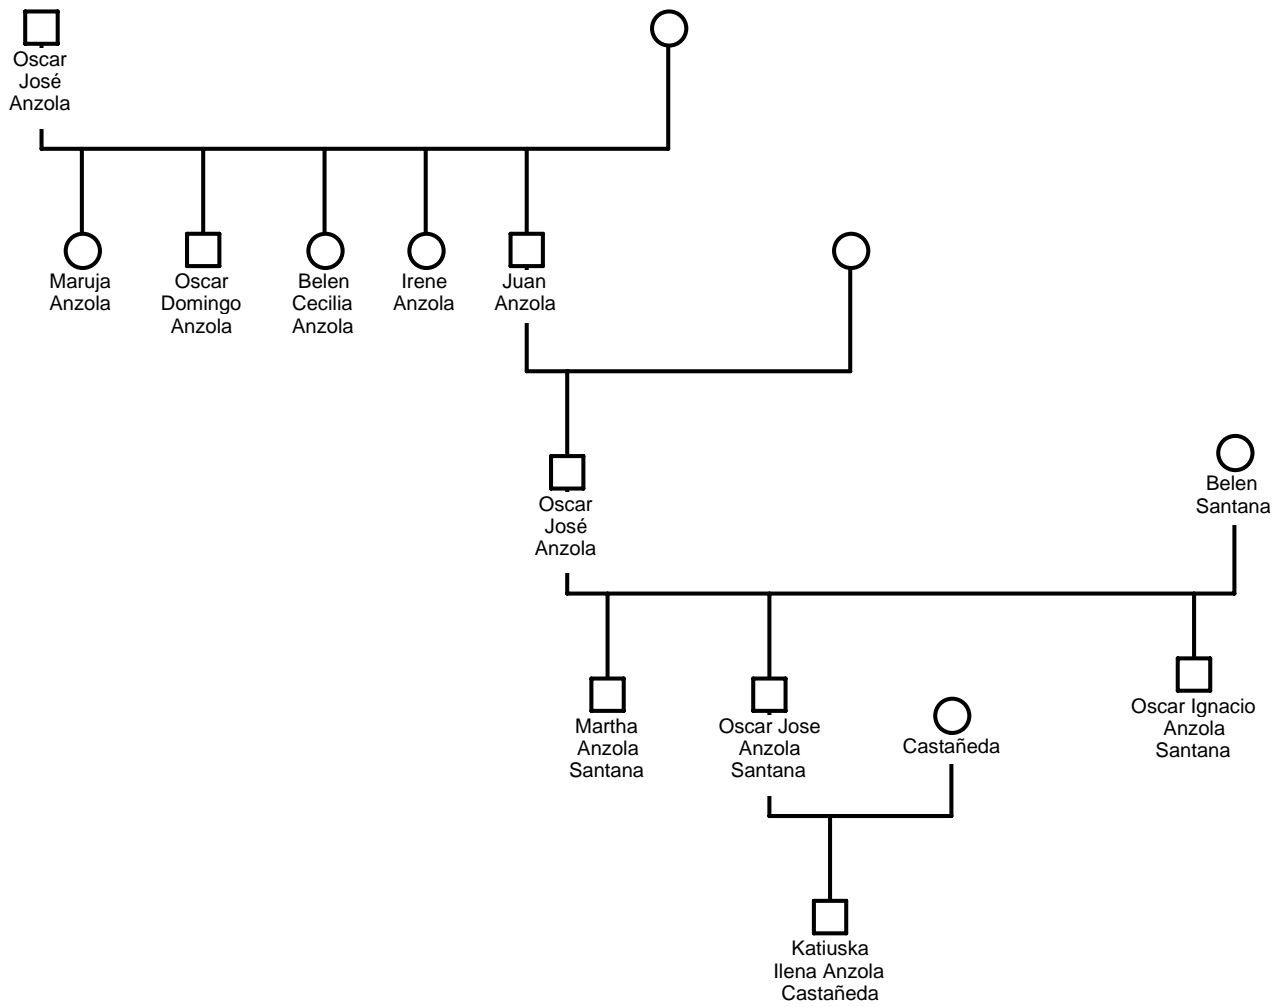 Oscar
José
Anzola
Maruja
Anzola
Oscar
Domingo
Anzola
Belen
Cecilia
Anzola
Irene
Anzola
Juan
Anzola
Oscar
José
Anzola
Belen
Santana
Martha
Anzola
Santana
Oscar Jose
Anzola
Santana
Castañeda
Oscar Ignacio
Anzola
Santana
Katiuska
Ilena Anzola
Castañeda